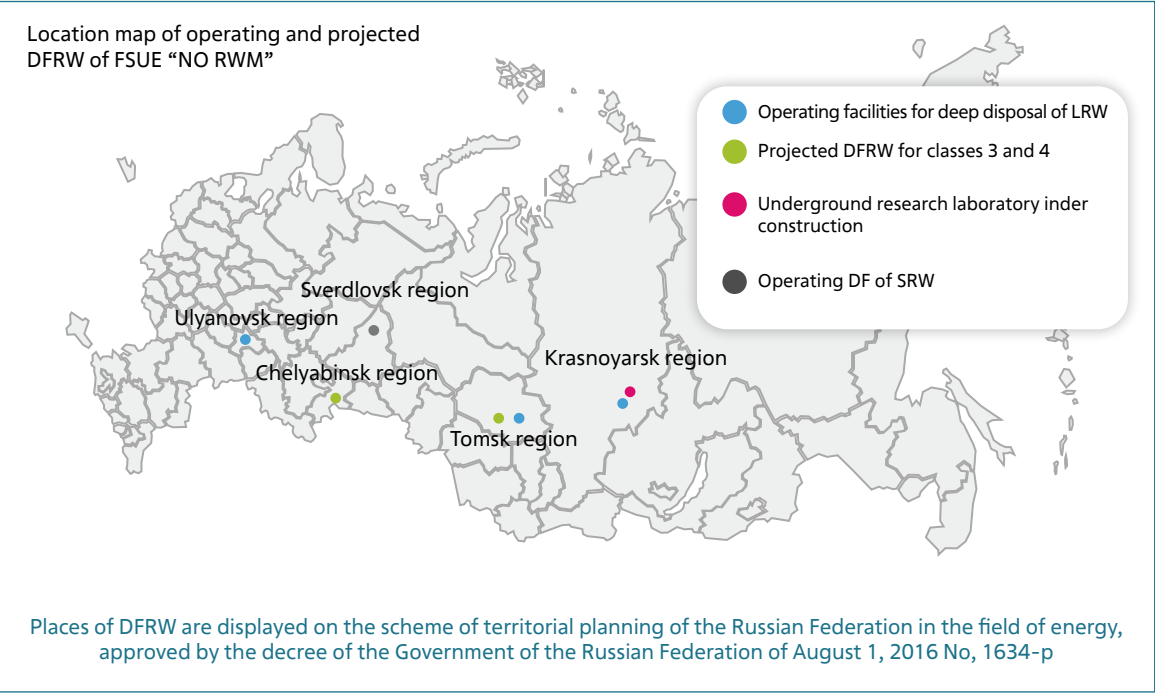 Location map of operating and projected
DFRW of FSUE “NO RWM”
Operating facilities for deep disposal of LRW
Projected DFRW for classes 3 and 4
Underground research laboratory inder
construction
Operating DF of SRW
Sverdlovsk region
Ulyanovsk region
Krasnoyarsk region
Chelyabinsk region
Tomsk region
Places of DFRW are displayed on the scheme of territorial planning of the Russian Federation in the field of energy,
approved by the decree of the Government of the Russian Federation of August 1, 2016 No, 1634-p